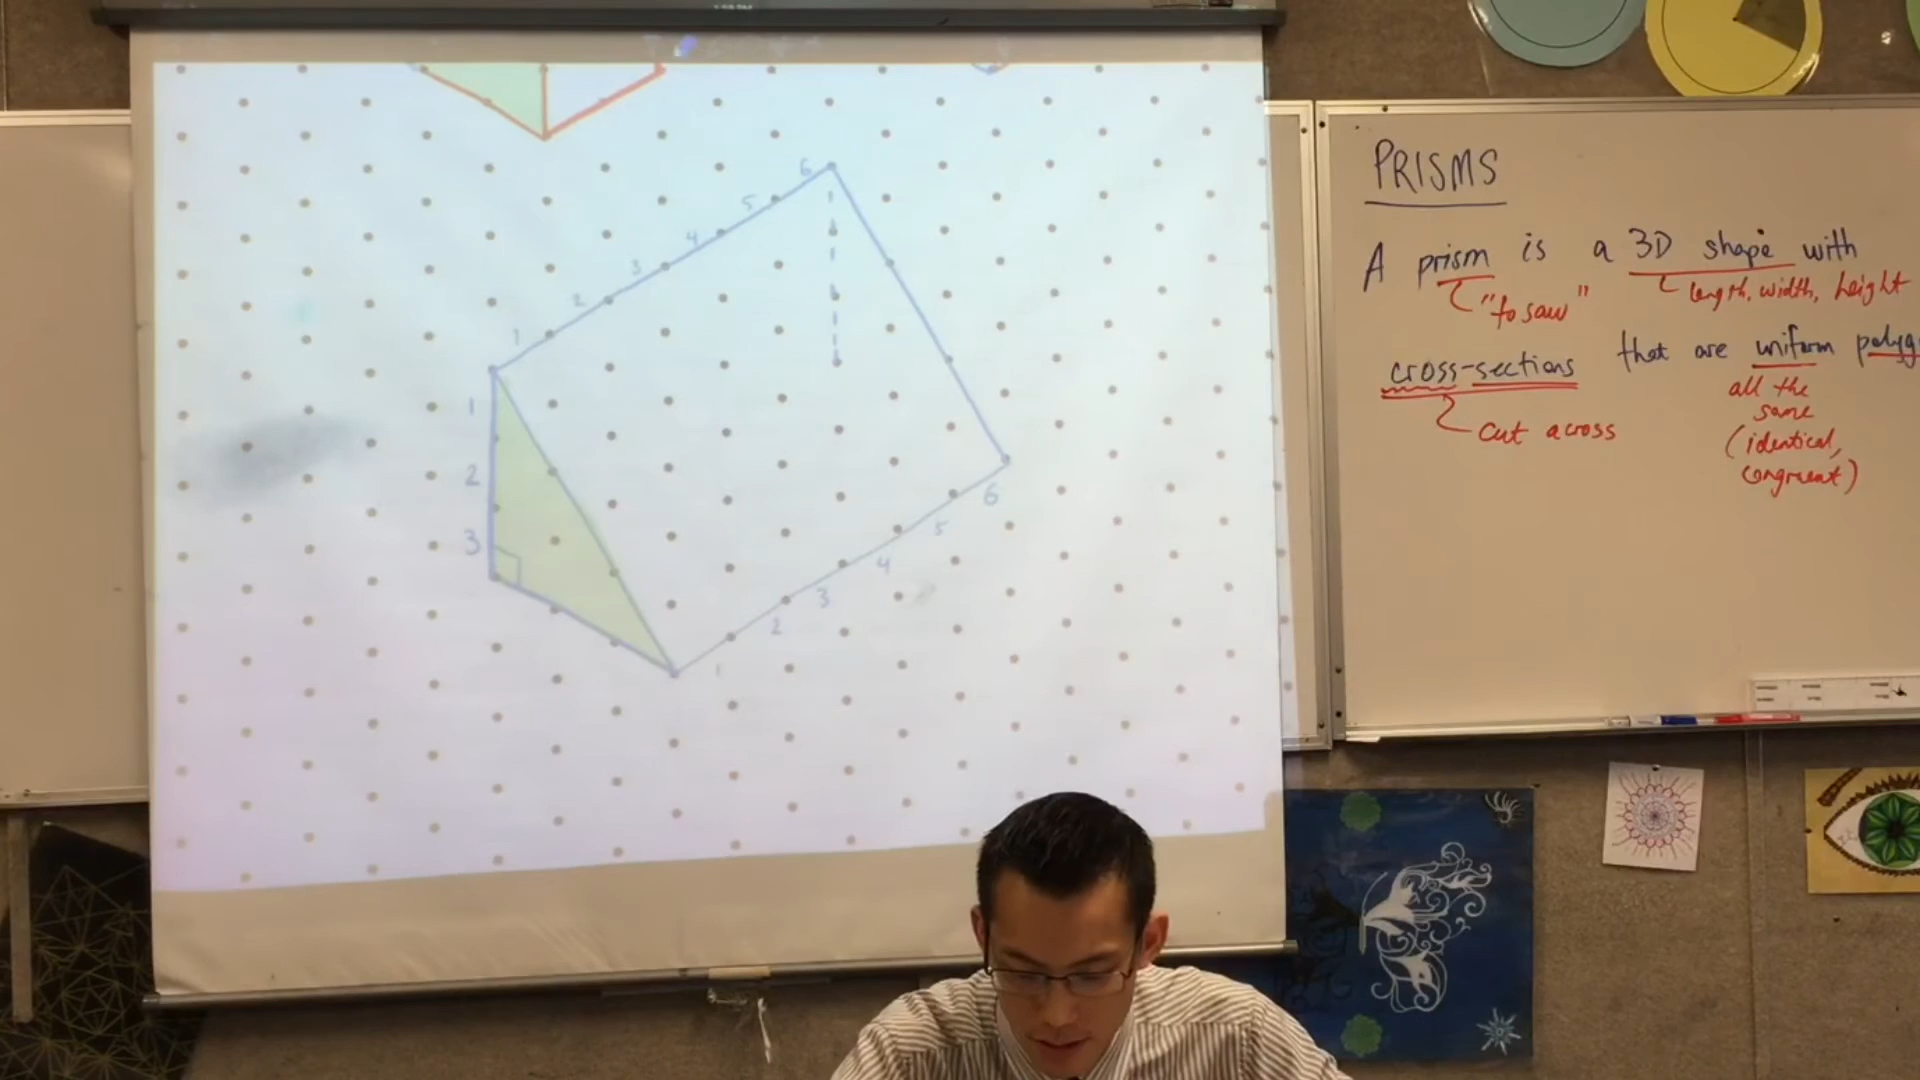 6
5
4
3
2
1
1
2
3
6
5
4
3
2
1
PRISMS
A prism is a 3D shape with
"to saw" length, width, height
cross-sections that are uniform polyg
cut across all the
same
(identical,
congruent)